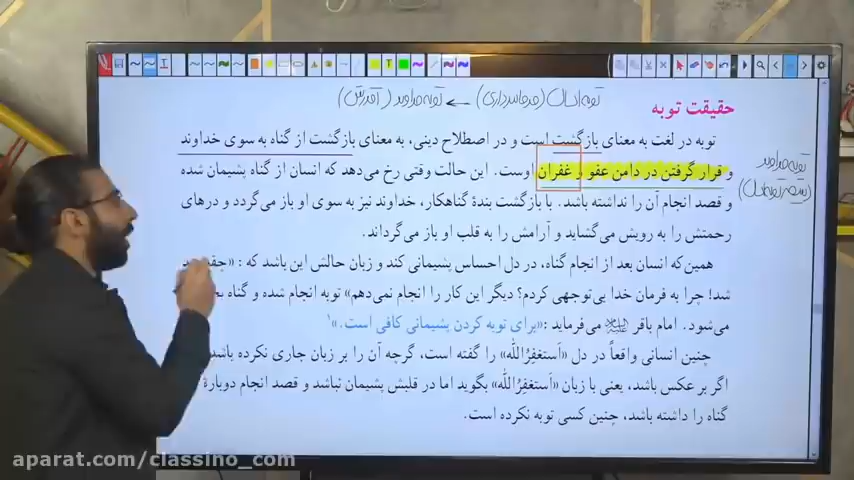 توبه انسان (فرمانبرداری) ← توبه خداوند (آفرینش)
حقیقت توبه
توبه در لغت به معنای بازگشت است و در اصطلاح دینی، به معنای بازگشت از گناه به سوی خداوند
و قرار گرفتن در دامن عفو و غفران اوست. این حالت وقتی رخ می‌دهد که انسان از گناه پشیمان شده
و قصد انجام آن را نداشته باشد. با بازگشت بندهٔ گناهکار، خداوند نیز به سوی او باز می‌گردد و درهای
رحمتش را به رویش می‌گشاید و آرامش را به قلب او باز می‌گرداند.
همین‌که انسان بعد از انجام گناه، در دل احساس پشیمانی کند و زبان حالش این باشد که : «
شد! چرا به فرمان خدا بی‌توجهی کردم؟ دیگر این کار را انجام نمی‌دهم» توبه انجام شده و گناه
می‌شود. امام باقر می‌فرماید :«برای توبه کردن پشیمانی کافی است.»۱
چنین انسانی واقعاً در دل «اَستغفِرُالله» را گفته است، گرچه آن را بر زبان جاری نکرده باشد
اگر بر عکس باشد، یعنی با زبان «اَستغفِرُالله» بگوید اما در قلبش پشیمان نباشد و قصد انجام دوبارهٔ
گناه را داشته باشد، چنین کسی توبه نکرده است.
توبه خداوند
aparat.com/classino_com